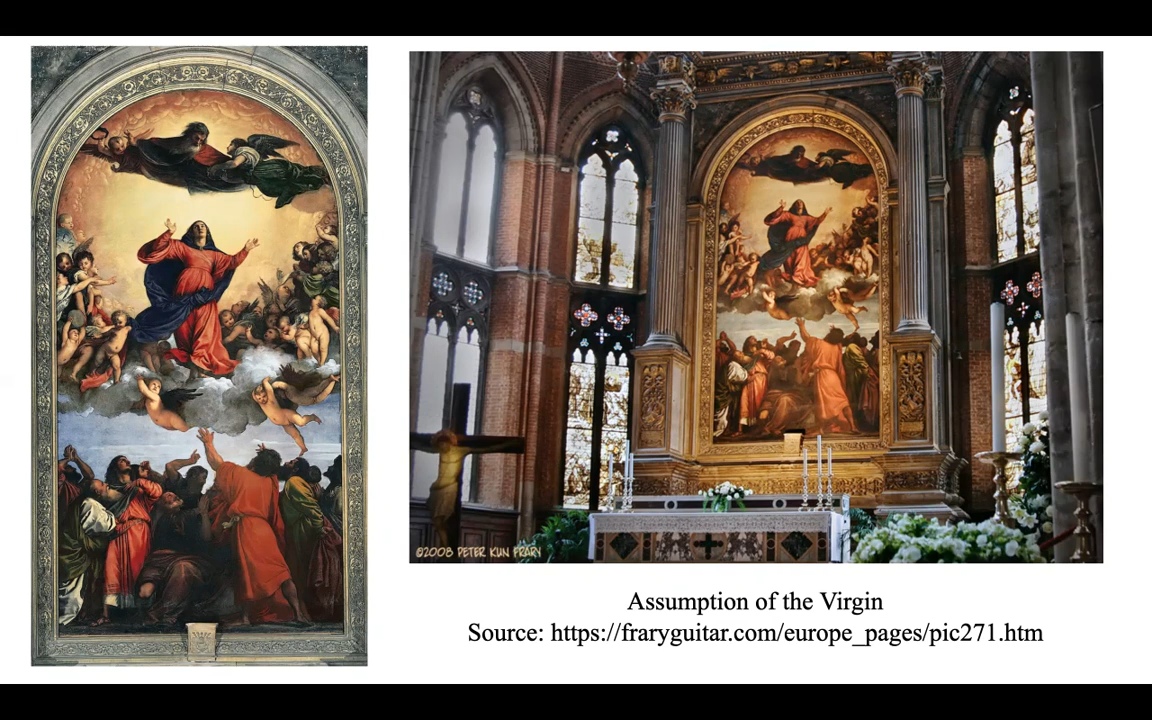 ©2008 PETER KUN FRARY
Assumption of the Virgin
Source: https://fraryguitar.com/europe_pages/pic271.htm